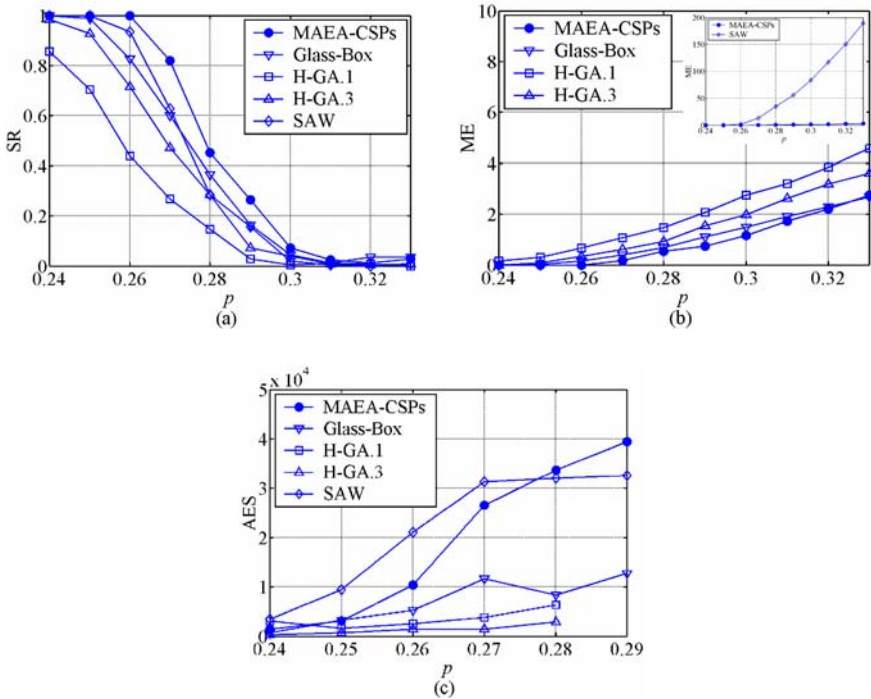 1
0.8
0.6
0.4
0.2
0
SR
0.24
0.26
0.28
0.3
0.32
p
(a)
MAEA-CSPs
Glass-Box
H-GA.1
H-GA.3
SAW
10
8
6
4
2
0
ME
0.24
0.26
0.28
0.30
0.32
p
(b)
MAEA-CSPs
Glass-Box
H-GA.1
H-GA.3
200
150
100
50
0
ME
0.24
0.26
0.28
0.3
0.32
p
MAEA-CSPs
SAW
5 x 10⁴
4
3
2
1
0
AES
0.24
0.25
0.26
0.27
0.28
0.29
p
(c)
MAEA-CSPs
Glass-Box
H-GA.1
H-GA.3
SAW